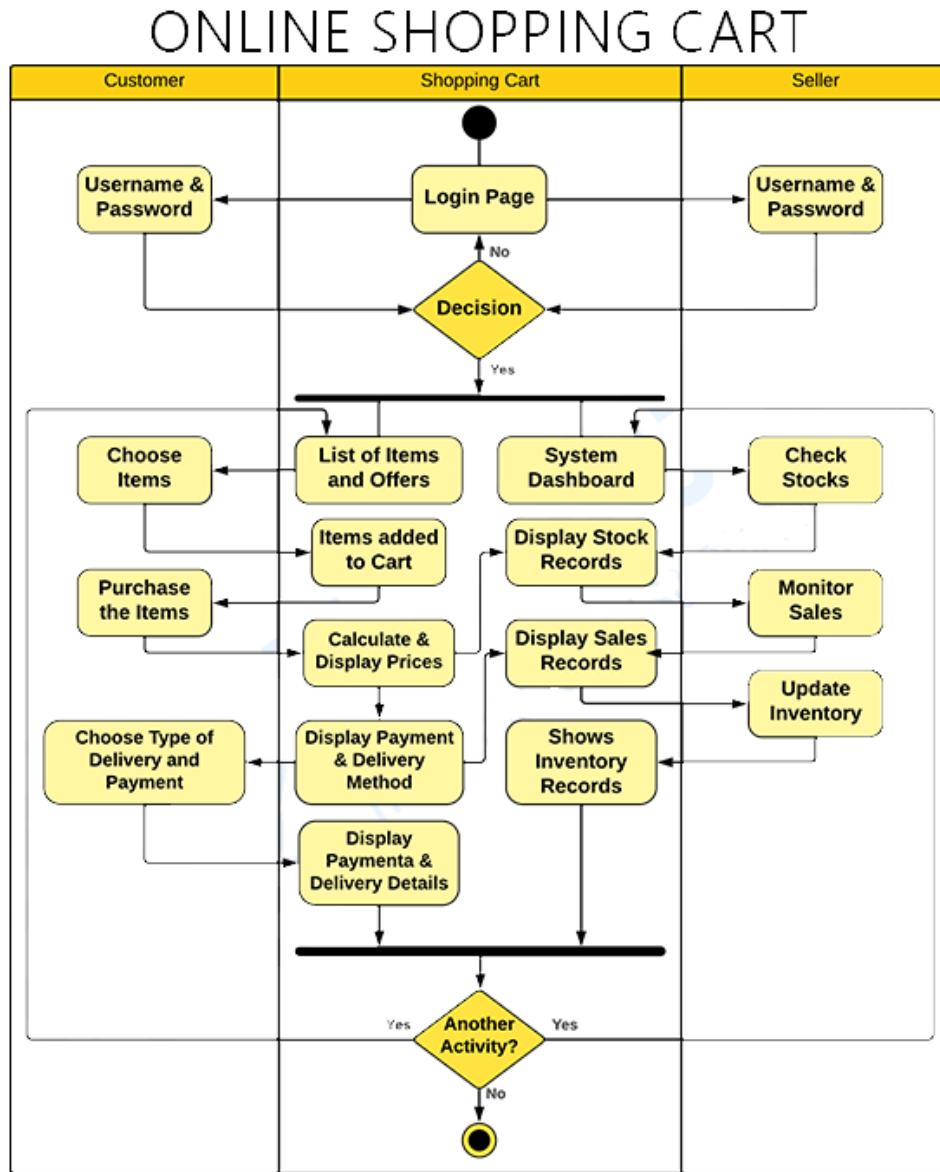 ONLINE SHOPPING CART
Customer
Shopping Cart
Seller
Username &
Password
Login Page
Username &
Password
No
Decision
Yes
Choose
Items
List of Items
and Offers
System
Dashboard
Check
Stocks
Items added
to Cart
Display Stock
Records
Purchase
the Items
Monitor
Sales
Calculate &
Display Prices
Display Sales
Records
Update
Inventory
Choose Type of
Delivery and
Payment
Display Payment
& Delivery
Method
Shows
Inventory
Records
Display
Paymenta &
Delivery Details
Yes
Another
Activity?
Yes
No